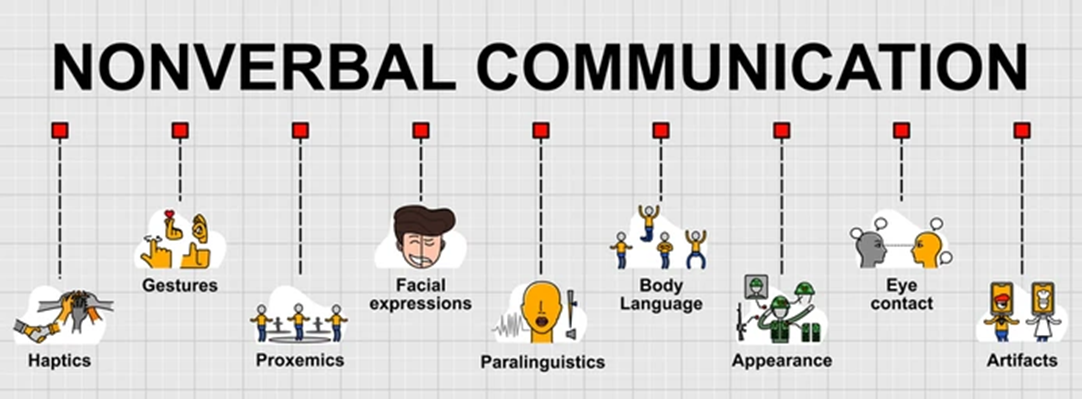 NONVERBAL COMMUNICATION
Haptics
Gestures
Proxemics
Facial
expressions
Paralinguistics
Body
Language
Appearance
Eye
contact
Artifacts